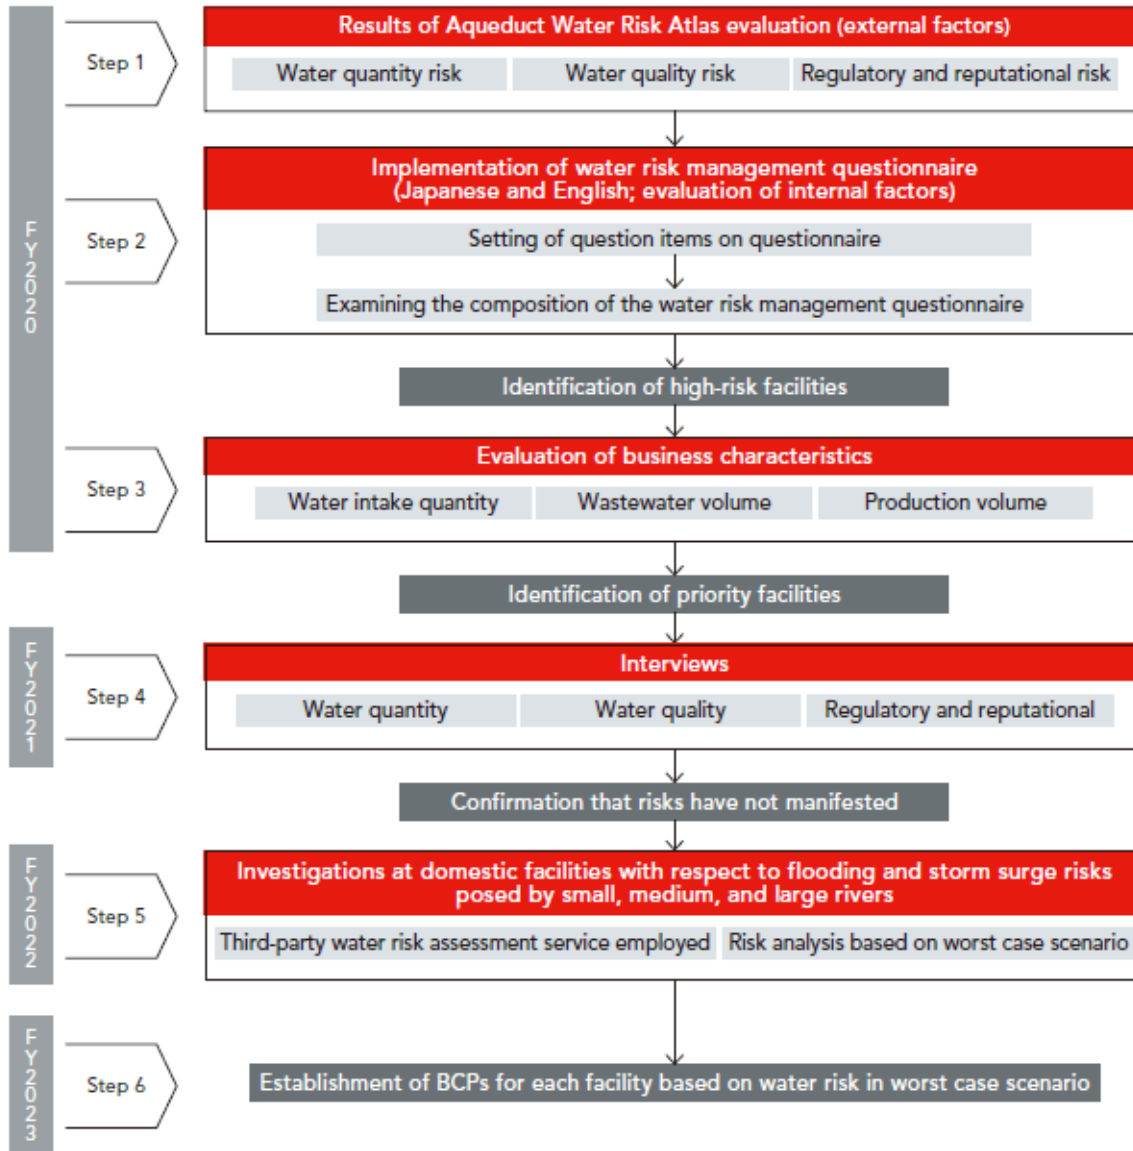 FY2020
Step 1
Results of Aqueduct Water Risk Atlas evaluation (external factors)
Water quantity risk
Water quality risk
Regulatory and reputational risk
Step 2
Implementation of water risk management questionnaire
(Japanese and English; evaluation of internal factors)
Setting of question items on questionnaire
Examining the composition of the water risk management questionnaire
Identification of high-risk facilities
Step 3
Evaluation of business characteristics
Water intake quantity
Wastewater volume
Production volume
Identification of priority facilities
FY2021
Step 4
Interviews
Water quantity
Water quality
Regulatory and reputational
Confirmation that risks have not manifested
FY2022
Step 5
Investigations at domestic facilities with respect to flooding and storm surge risks
posed by small, medium, and large rivers
Third-party water risk assessment service employed
Risk analysis based on worst case scenario
FY2023
Step 6
Establishment of BCPs for each facility based on water risk in worst case scenario